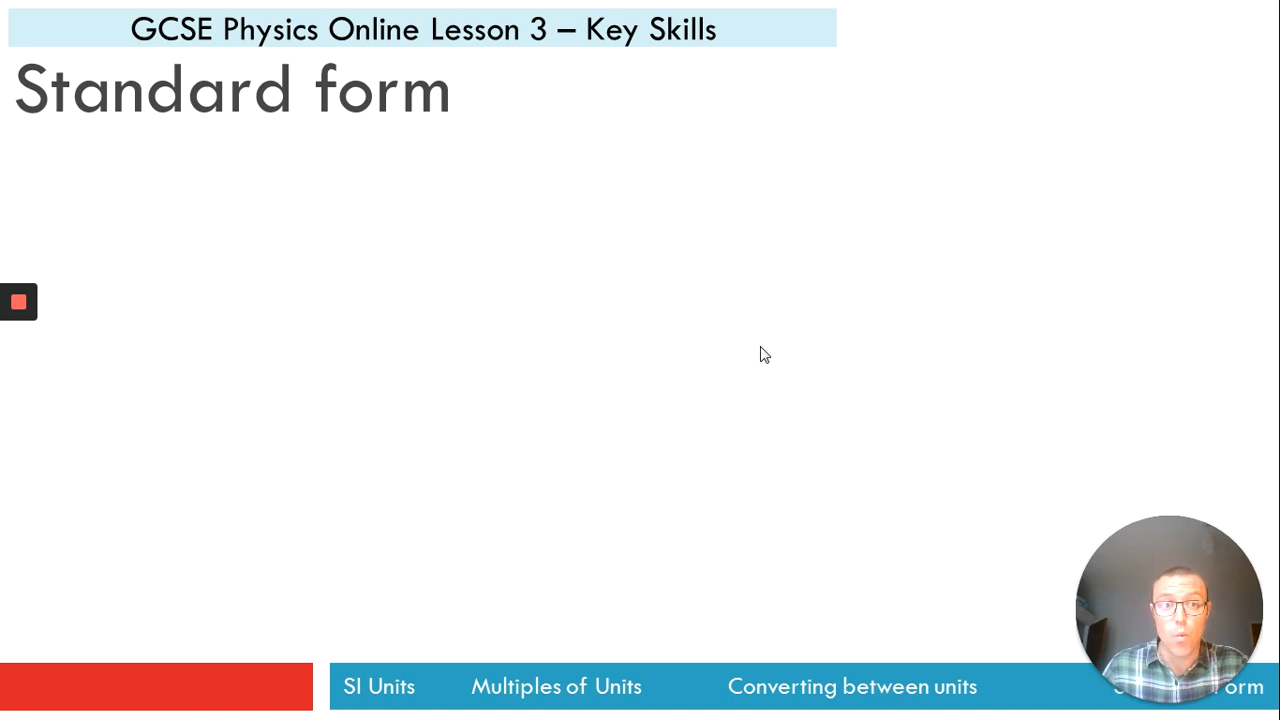 GCSE Physics Online Lesson 3 – Key Skills
Standard form
SI Units Multiples of Units Converting between units